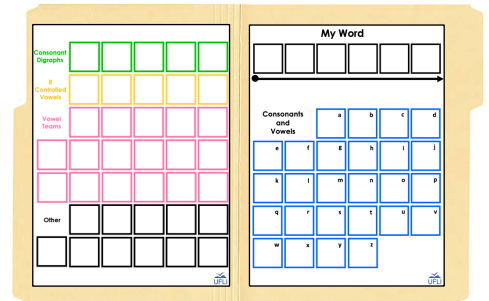 Consonant
Digraphs
R
Controlled
Vowels
Vowel
Teams
Other
UFLI
My Word
Consonants
and
Vowels
a b c d
e f g h i j
k l m n o p
q r s t u v
w x y z
UFLI